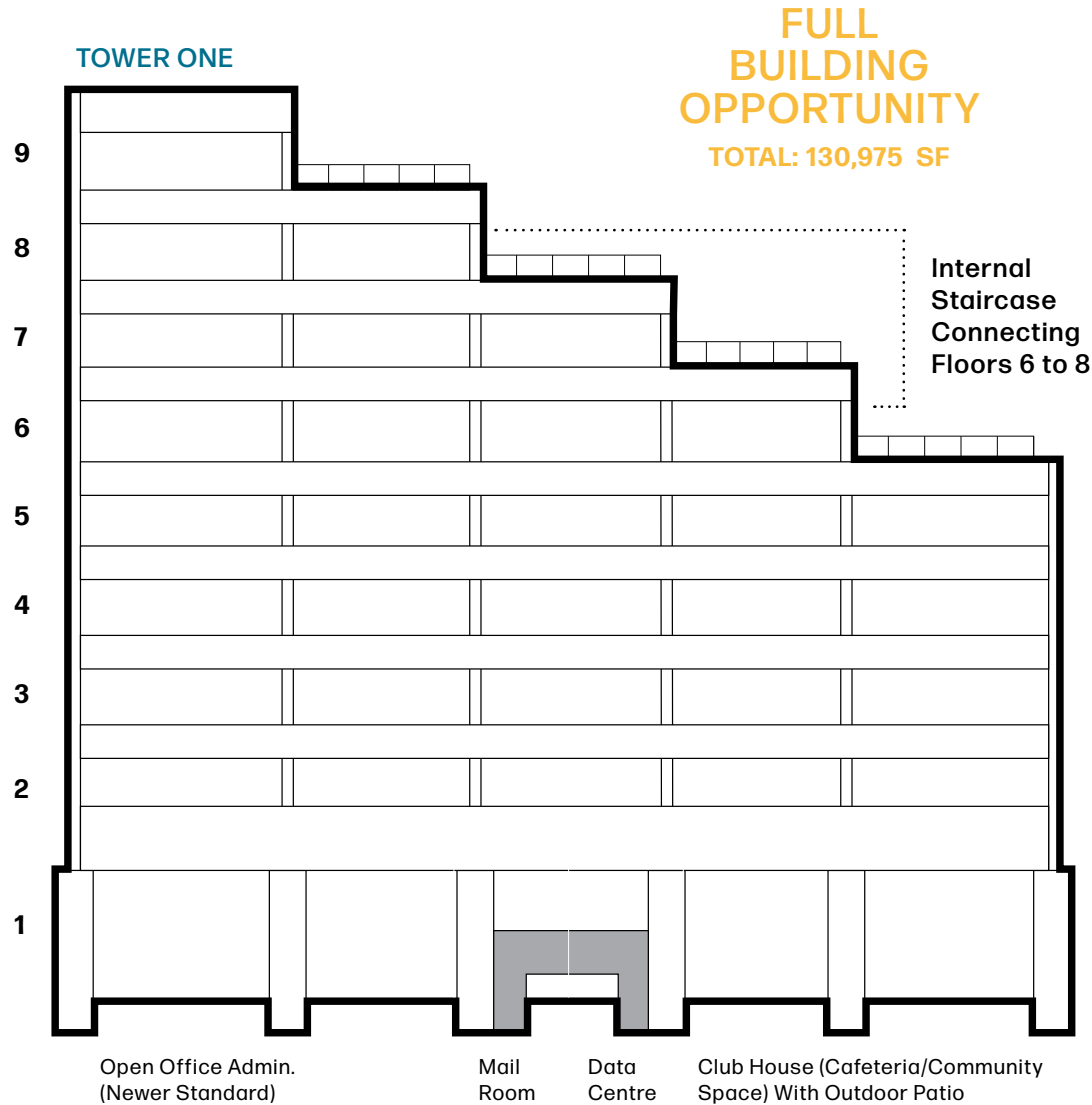 TOWER ONE
FULL
BUILDING
OPPORTUNITY
TOTAL: 130,975 SF
9
8
7
6
5
4
3
2
1
Internal
Staircase
Connecting
Floors 6 to 8
Open Office Admin.
(Newer Standard)
Mail
Room
Data
Centre
Club House (Cafeteria/Community
Space) With Outdoor Patio